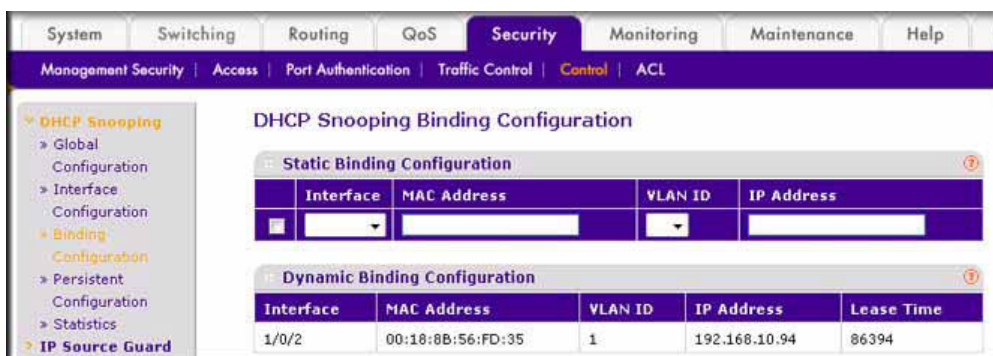 System Switching Routing QoS Security Monitoring Maintenance Help
Management Security | Access | Port Authentication | Traffic Control | Control | ACL
DHCP Snooping
» Global
Configuration
» Interface
Configuration
» Binding
Configuration
» Persistent
Configuration
» Statistics
IP Source Guard
DHCP Snooping Binding Configuration
Static Binding Configuration ?
Interface MAC Address VLAN ID IP Address
Dynamic Binding Configuration ?
Interface MAC Address VLAN ID IP Address Lease Time
1/0/2 00:18:8B:56:FD:35 1 192.168.10.94 86394